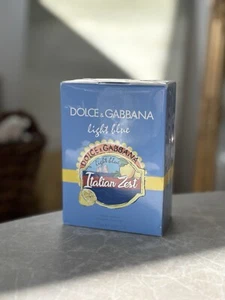 DOLCE & GABBANA
light blue
DOLCE & GABBANA
light blue
Italian Zest